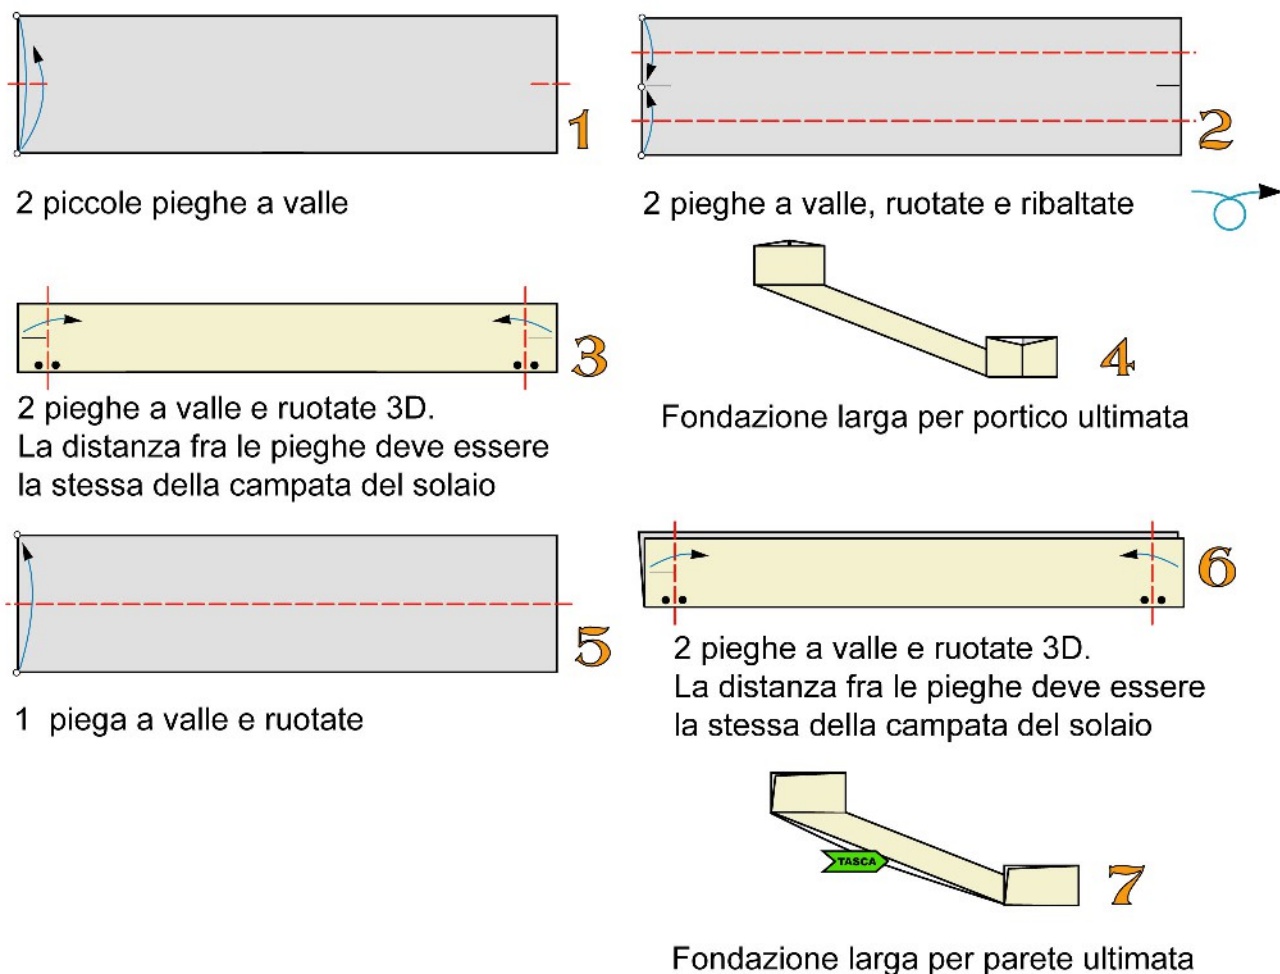 1
2 piccole pieghe a valle
2
2 pieghe a valle, ruotate e ribaltate
3
2 pieghe a valle e ruotate 3D.
La distanza fra le pieghe deve essere
la stessa della campata del solaio
4
Fondazione larga per portico ultimata
5
1 piega a valle e ruotate
6
2 pieghe a valle e ruotate 3D.
La distanza fra le pieghe deve essere
la stessa della campata del solaio
TASCA
7
Fondazione larga per parete ultimata